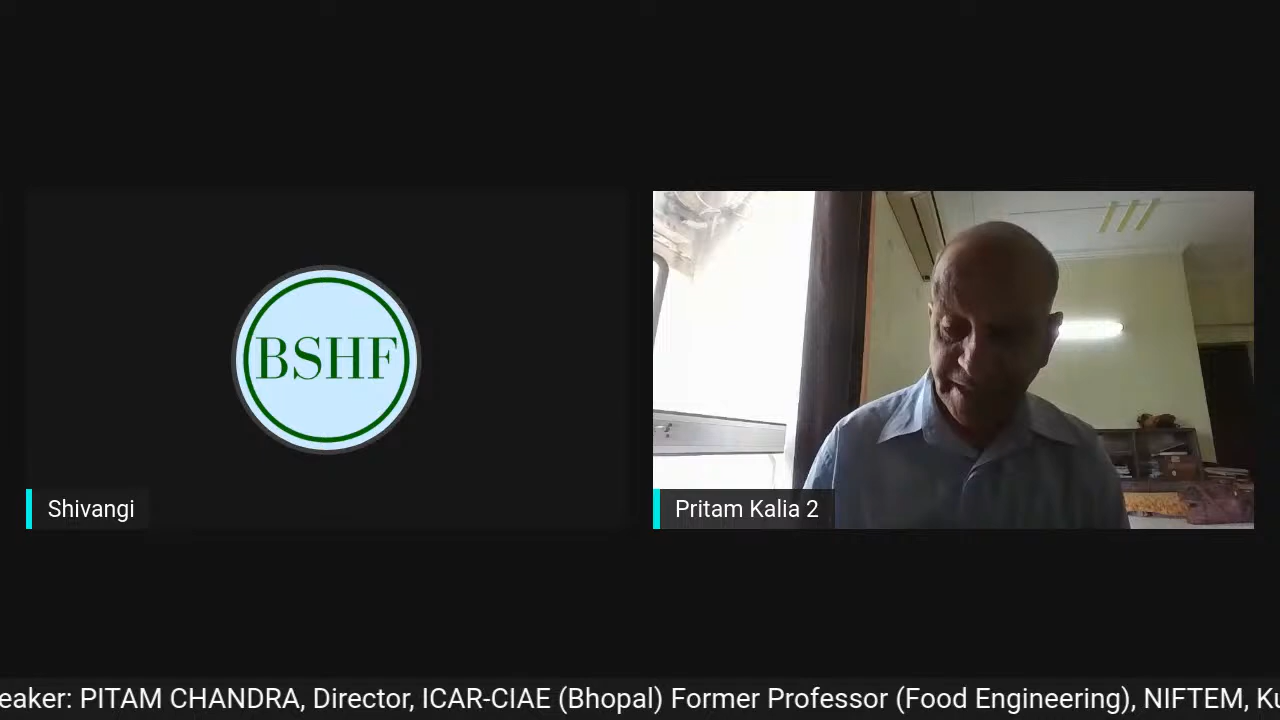 BSHF
Shivangi
Pritam Kalia 2
eaker: PITAM CHANDRA, Director, ICAR-CIAE (Bhopal) Former Professor (Food Engineering), NIFTEM, Ku